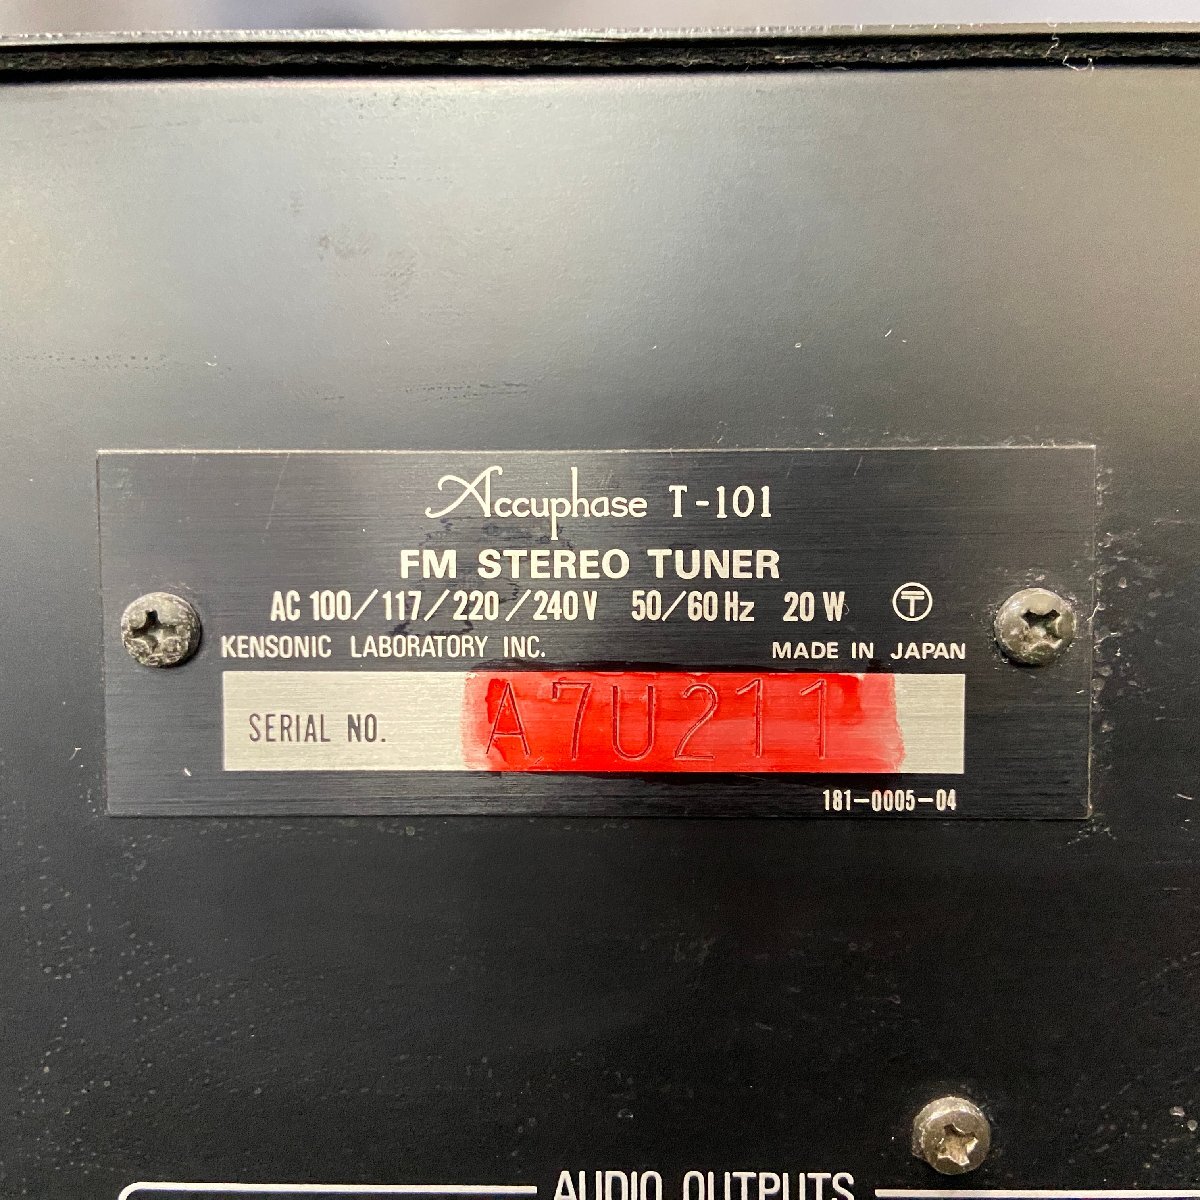 Accuphase T-101
FM STEREO TUNER
AC 100/117/220/240V 50/60Hz 20W
KENSONIC LABORATORY INC. MADE IN JAPAN
SERIAL NO. A7U211
181-0005-04
AUDIO OUTPUTS